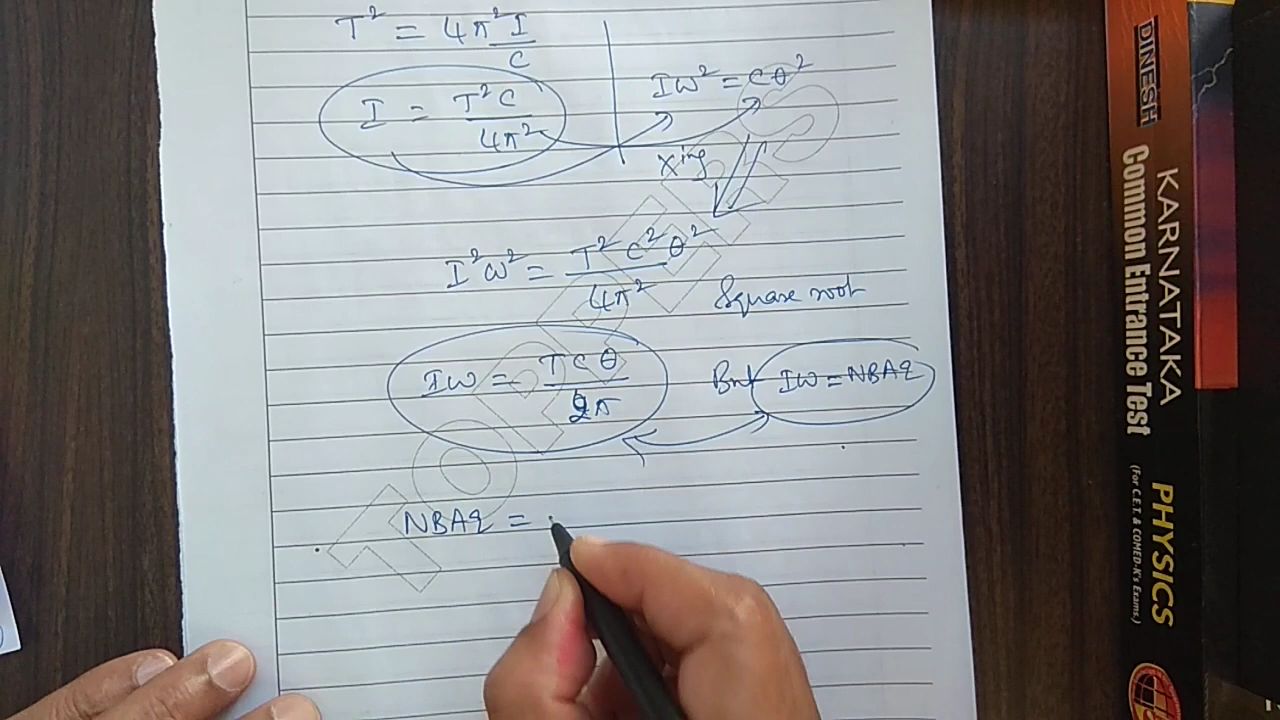 T² = 4π² I/C
I = T²C/4π²
Iω² = Cθ²
xing
I²ω² = T²C²θ²/4π²
Square root
Iω = TCθ/2π
But Iω = NBAq
NBAq =
DINESH
KARNATAKA
Common Entrance Test
PHYSICS
(For C.E.T. & COMED-K's Exams.)